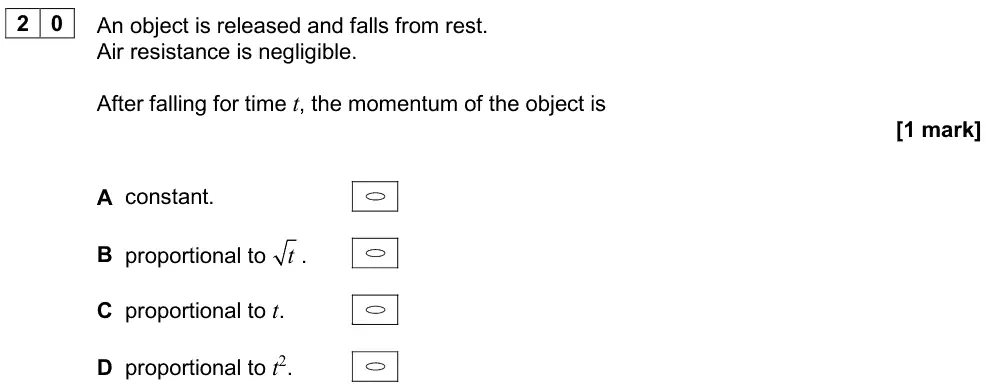 2 0 An object is released and falls from rest.
Air resistance is negligible.
After falling for time t, the momentum of the object is
[1 mark]
A constant.
B proportional to √t .
C proportional to t.
D proportional to t².